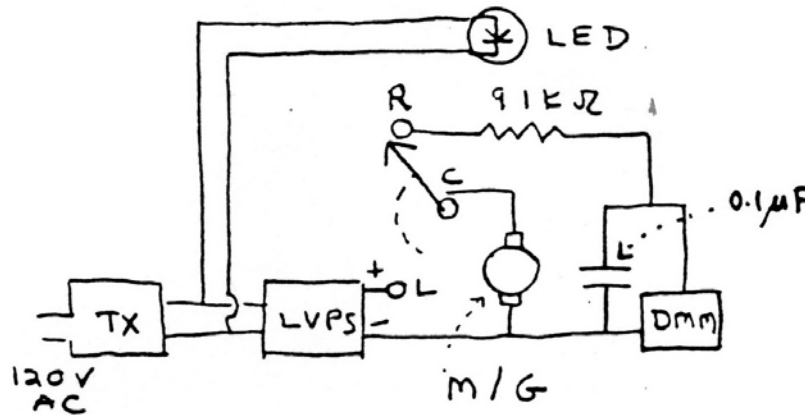 LED
R 91kΩ
C
0.1μF
+
L
TX LVPS - DMM
120V
AC
M/G